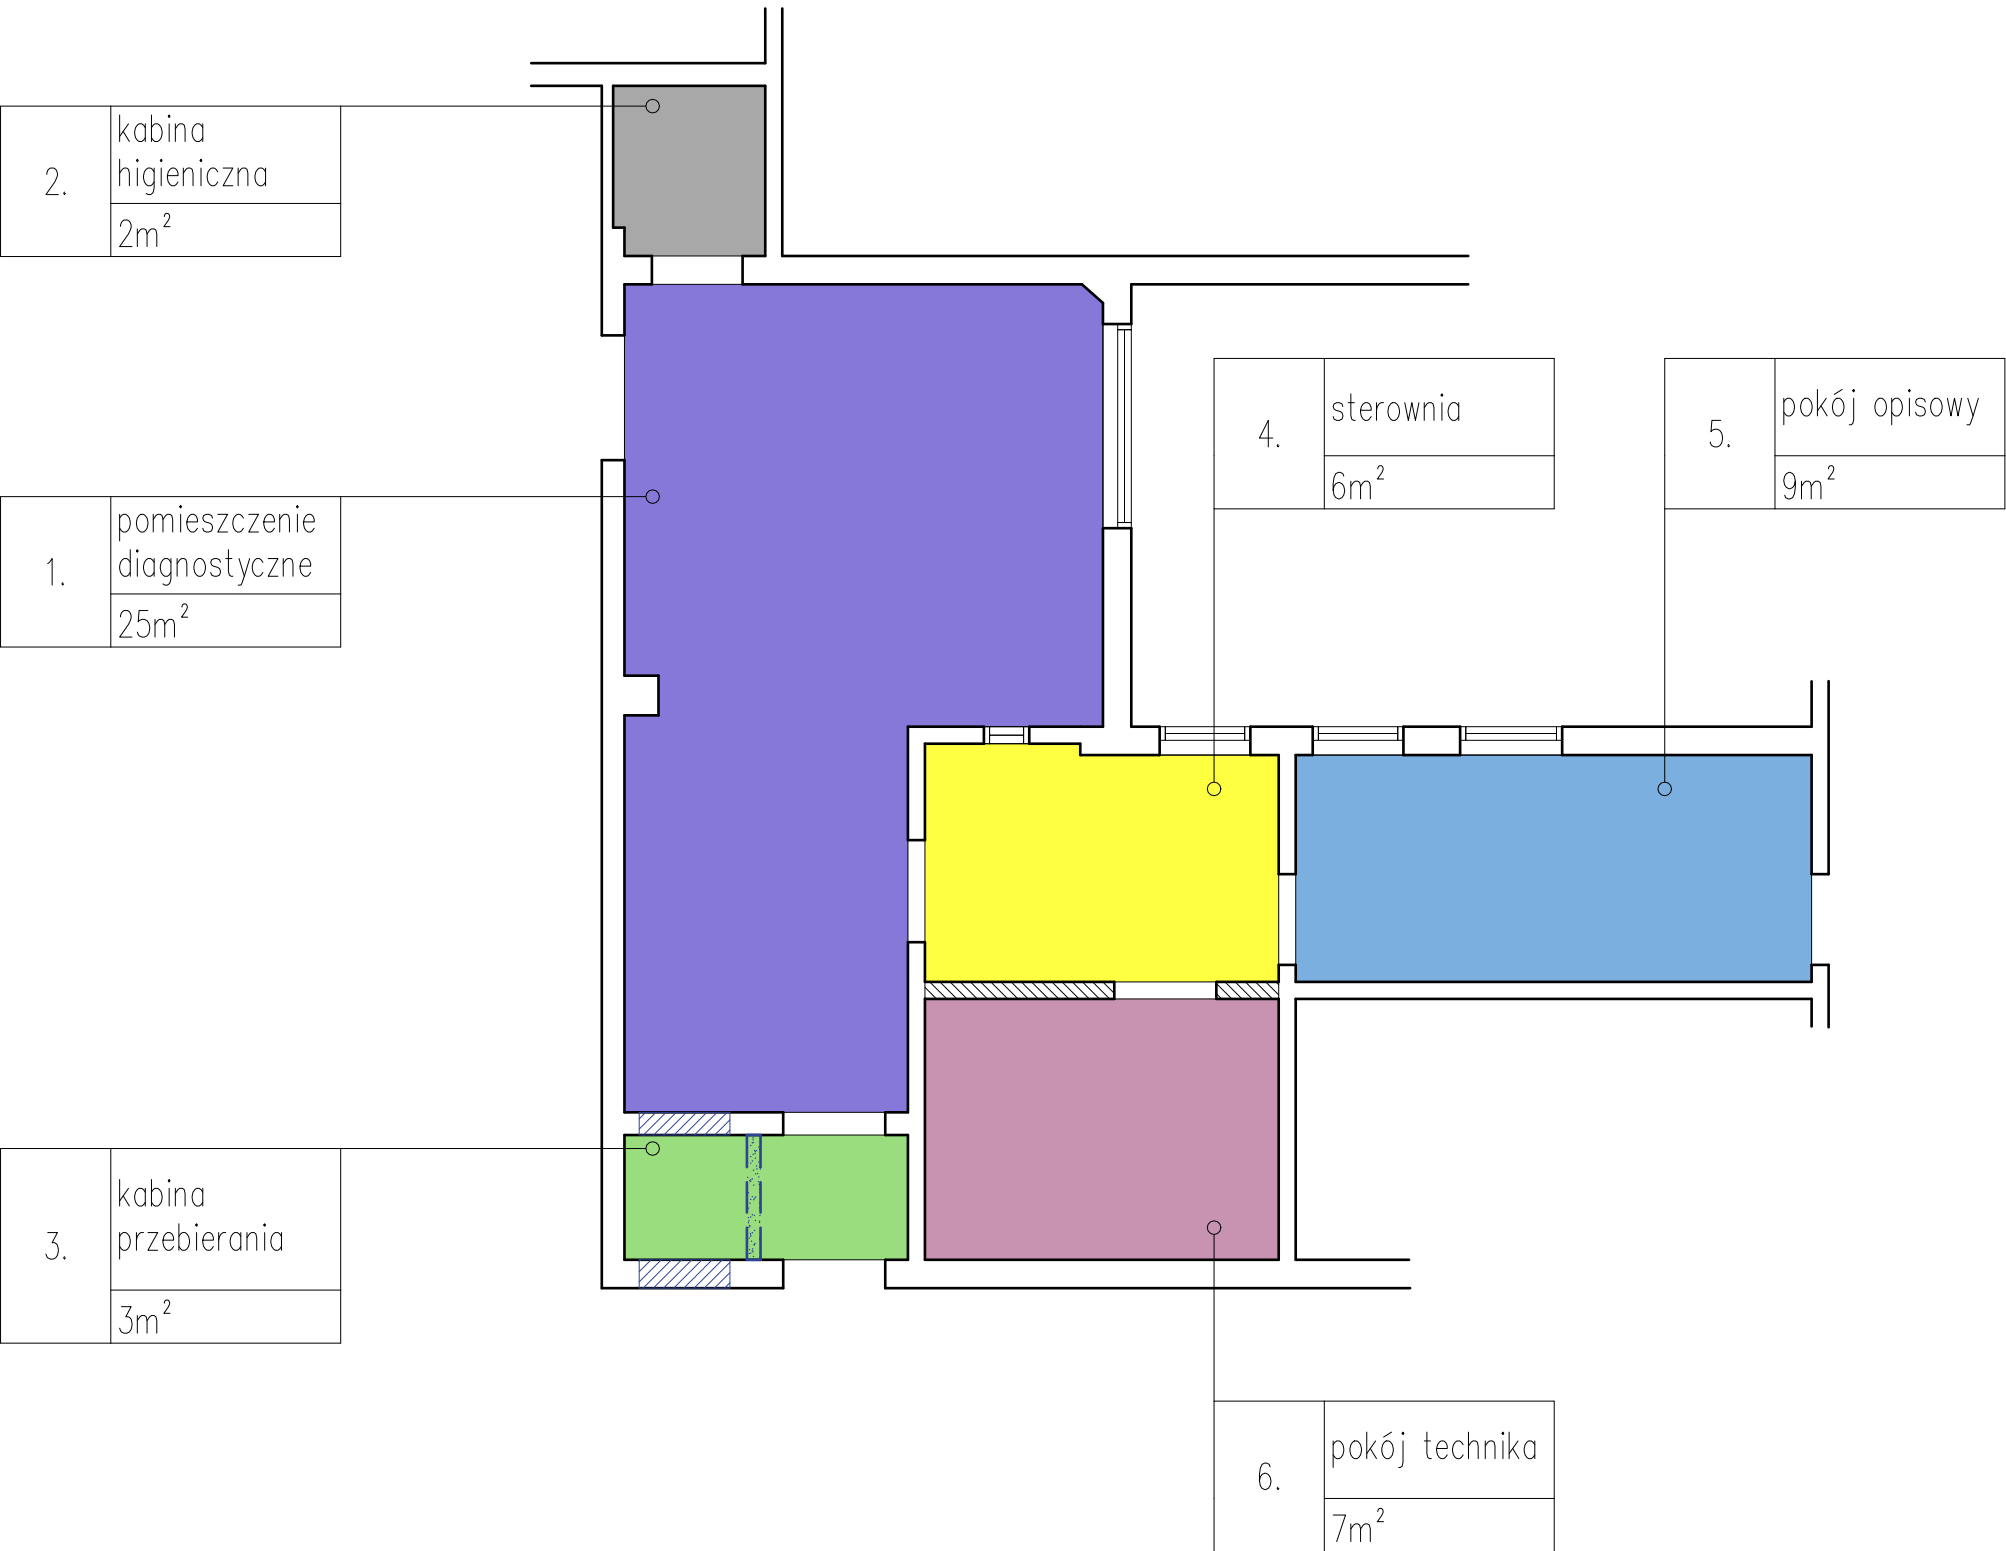 2.
kabina
higieniczna
2m²
1.
pomieszczenie
diagnostyczne
25m²
3.
kabina
przebierania
3m²
4.
sterownia
6m²
5.
pokój opisowy
9m²
6.
pokój technika
7m²